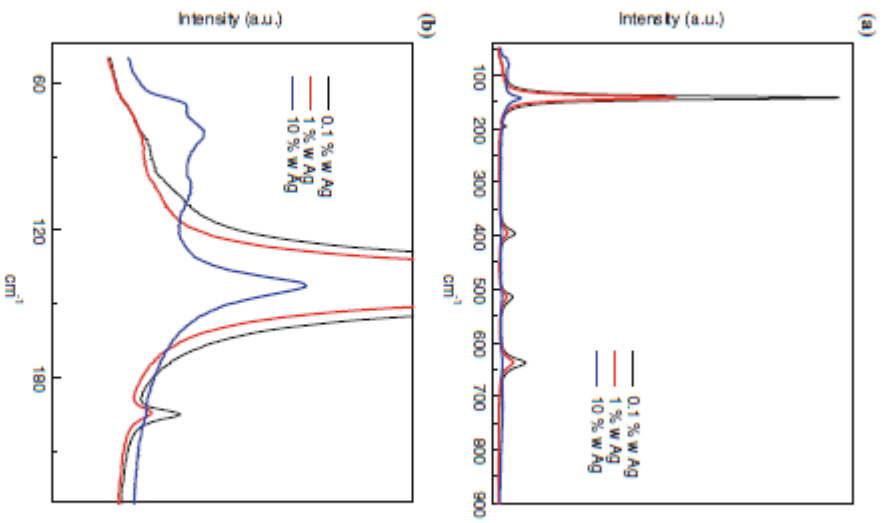 (a)
Intensity (a.u.)
0.1 % w Ag
1 % w Ag
10 % w Ag
100
200
300
400
500
600
700
800
900
cm⁻¹
(b)
Intensity (a.u.)
0.1 % w Ag
1 % w Ag
10 % w Ag
60
120
180
cm⁻¹